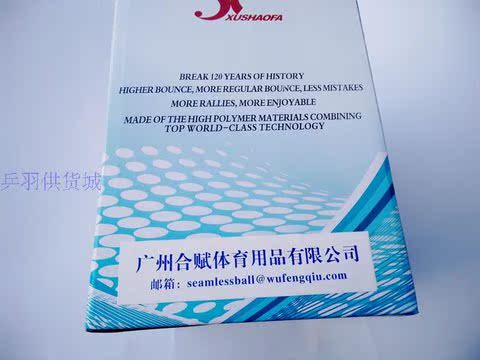 XUSHAOFA
BREAK 120 YEARS OF HISTORY
HIGHER BOUNCE, MORE REGULAR BOUNCE, LESS MISTAKES
MORE RALLIES, MORE ENJOYABLE
MADE OF THE HIGH POLYMER MATERIALS COMBINING
TOP WORLD-CLASS TECHNOLOGY
乒羽供货城
广州合赋体育用品有限公司
邮箱：seamlessball@wufengqiu.com